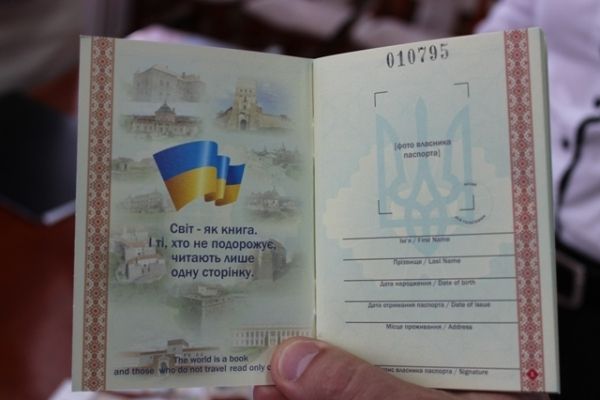 Світ - як книга.
І ті, хто не подорожує,
читають лише
одну сторінку.
The world is a book
and those who do not travel read only
010795
[фото власника
паспорта]
Ім'я / First Name
Прізвище / Last Name
Дата народження / Date of birth
Дата отримання паспорта / Date of issue
Місце проживання / Address
власника паспорта / Signature